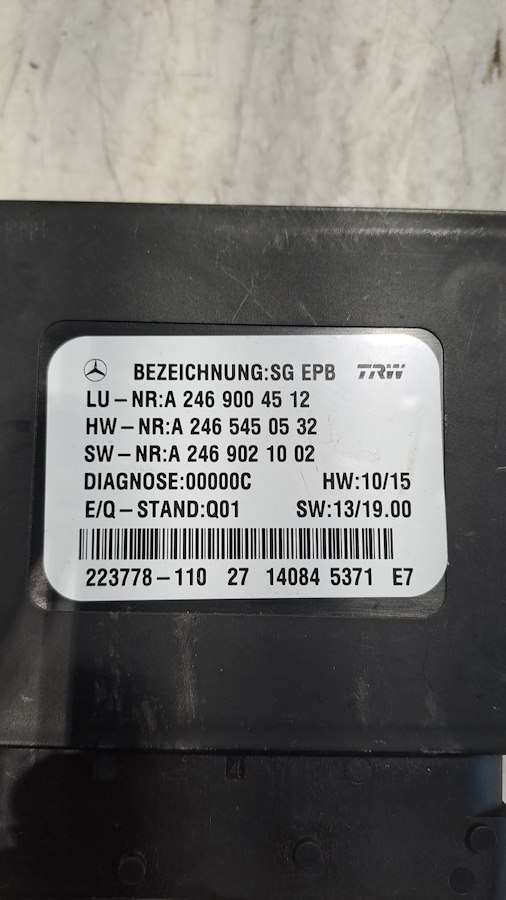 BEZEICHNUNG:SG EPB TRW
LU-NR:A 246 900 45 12
HW-NR:A 246 545 05 32
SW-NR:A 246 902 10 02
DIAGNOSE:00000C HW:10/15
E/Q-STAND:Q01 SW:13/19.00
223778-110 27 14084 5371 E7
4